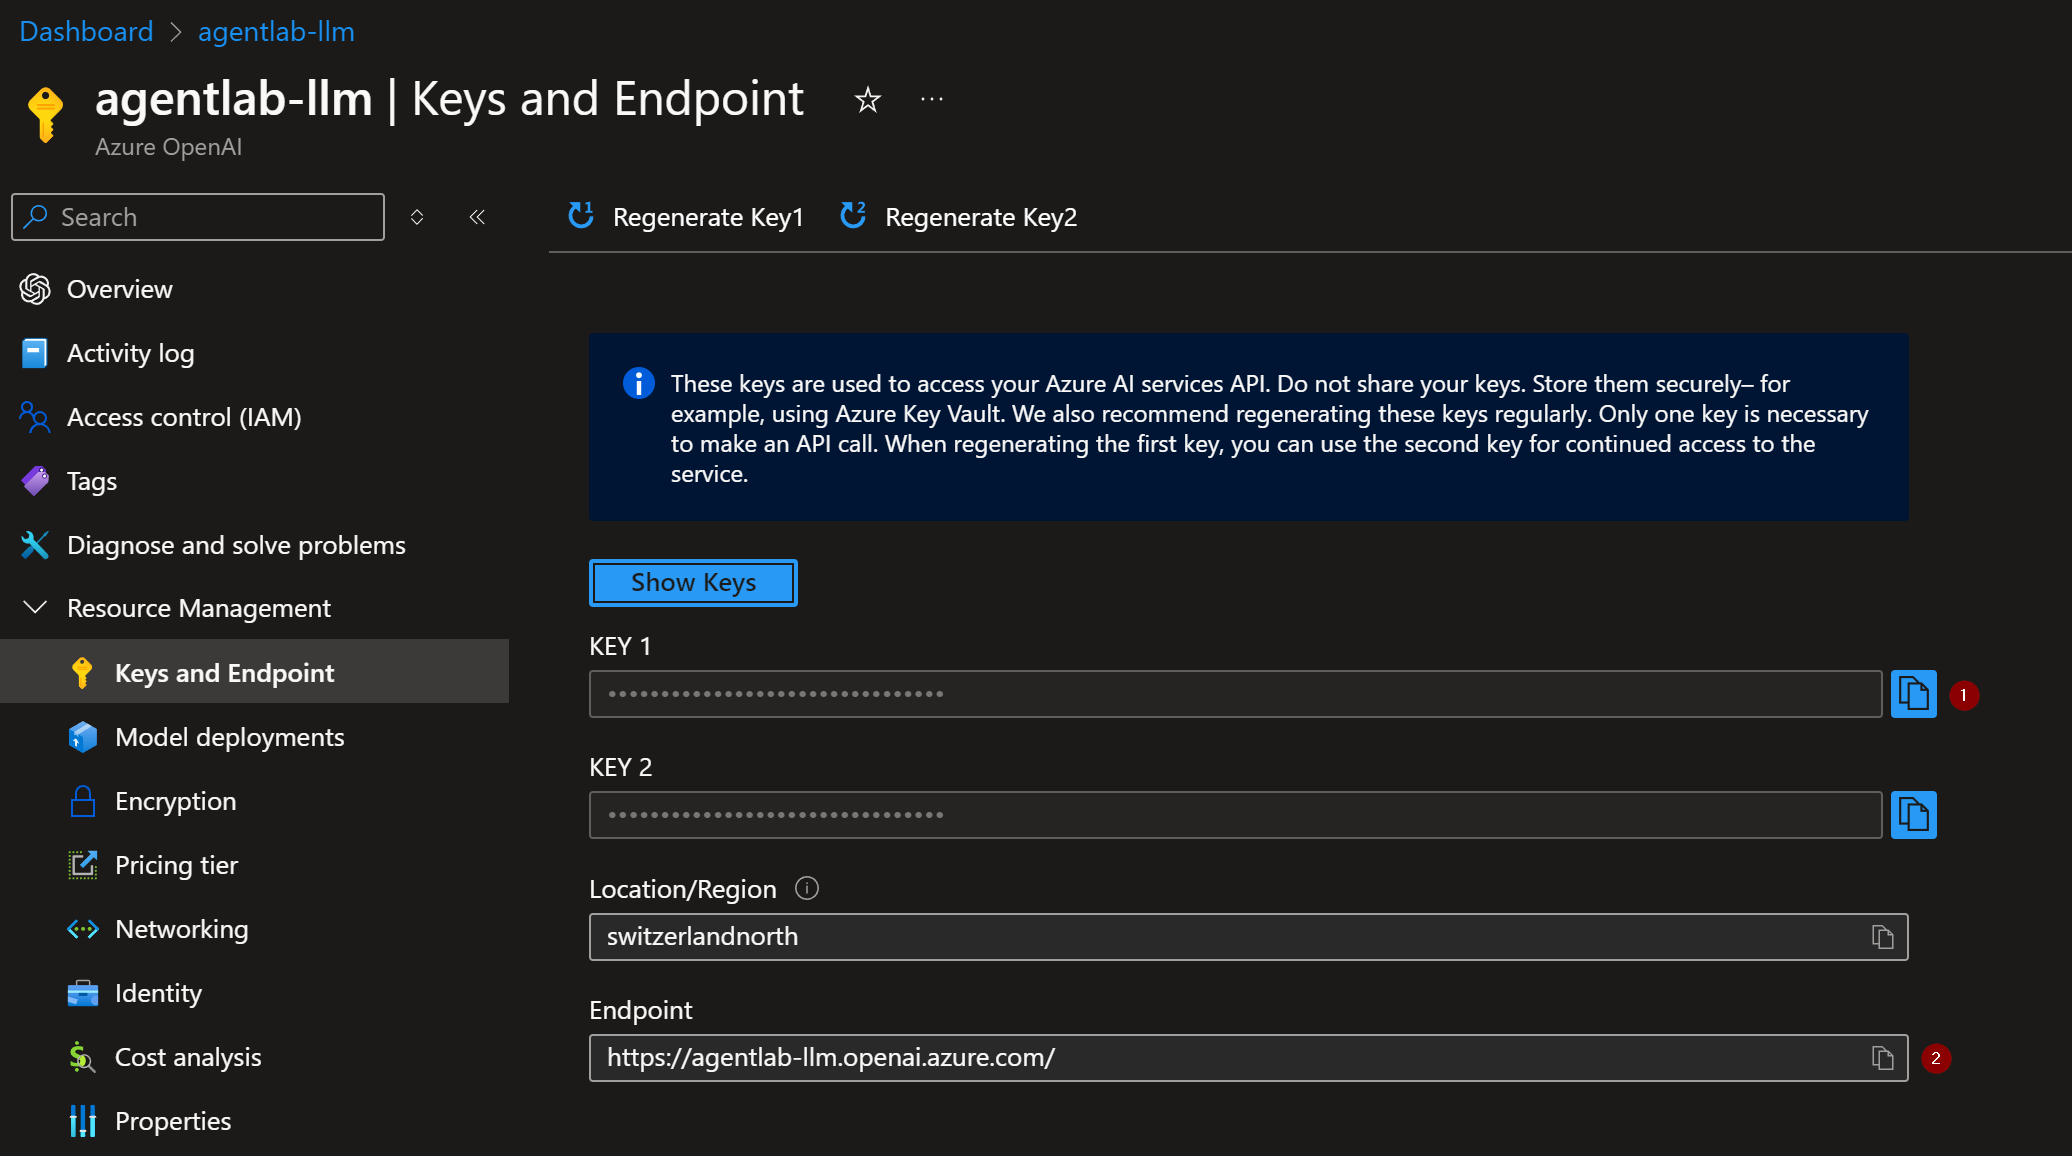 Dashboard > agentlab-llm
agentlab-llm | Keys and Endpoint
Azure OpenAI
Search
Overview
Activity log
Access control (IAM)
Tags
Diagnose and solve problems
Resource Management
Keys and Endpoint
Model deployments
Encryption
Pricing tier
Networking
Identity
Cost analysis
Properties
Regenerate Key1 Regenerate Key2
These keys are used to access your Azure AI services API. Do not share your keys. Store them securely– for
example, using Azure Key Vault. We also recommend regenerating these keys regularly. Only one key is necessary
to make an API call. When regenerating the first key, you can use the second key for continued access to the
service.
Show Keys
KEY 1
••••••••••••••••••••••••••••••••
1
KEY 2
••••••••••••••••••••••••••••••••
Location/Region
switzerlandnorth
Endpoint
https://agentlab-llm.openai.azure.com/
2